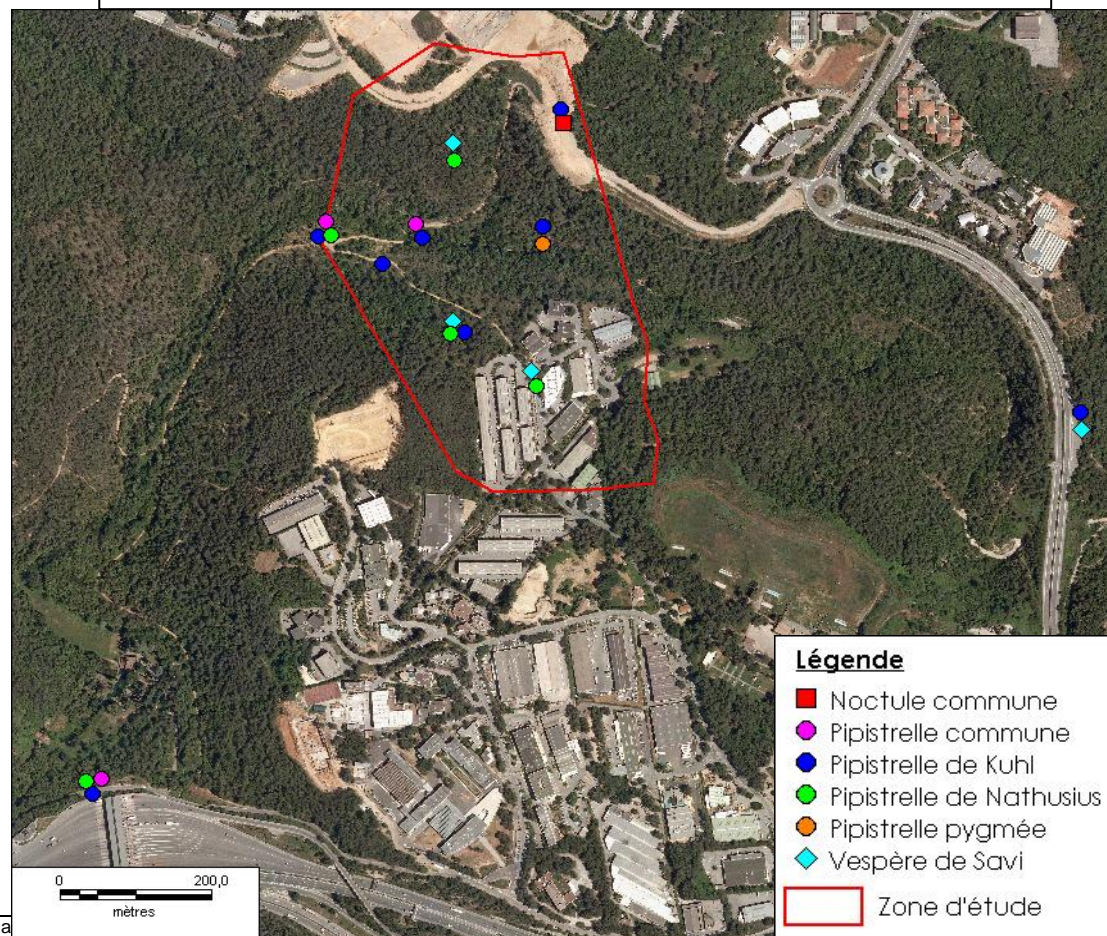 Légende
Noctule commune
Pipistrelle commune
Pipistrelle de Kuhl
Pipistrelle de Nathusius
Pipistrelle pygmée
Vespère de Savi
Zone d'étude
0 200,0
mètres
a